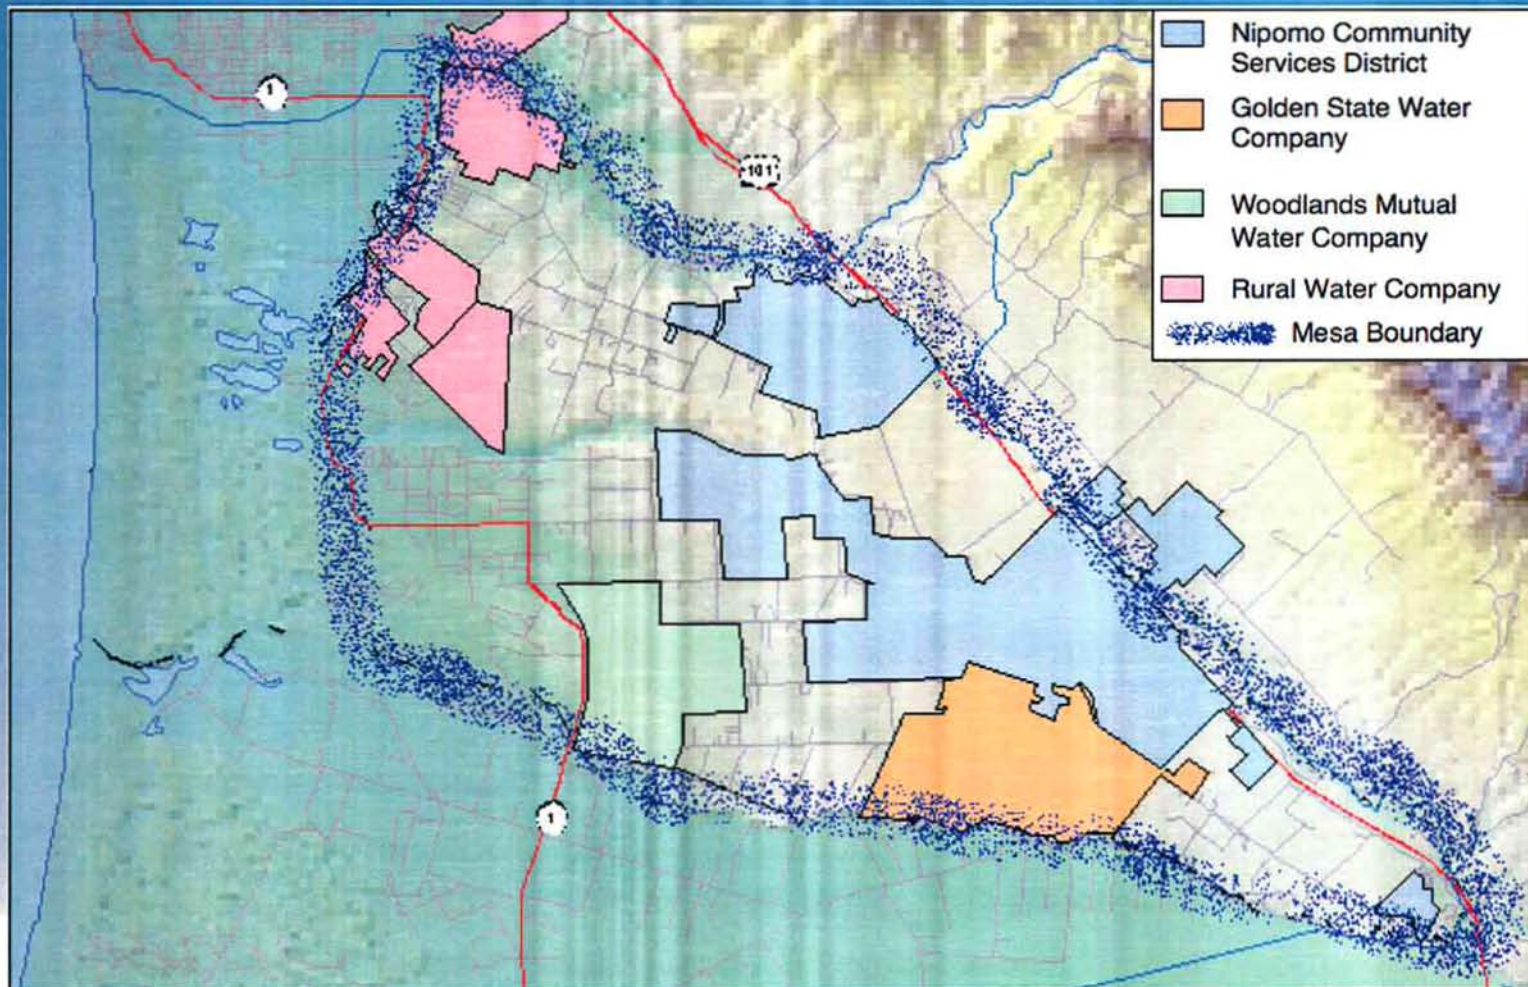 Nipomo Community
Services District
Golden State Water
Company
Woodlands Mutual
Water Company
Rural Water Company
Mesa Boundary
1
101
1